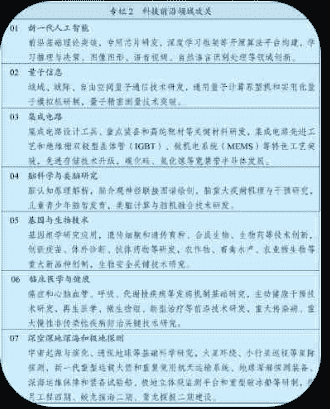 专栏2 科技前沿领域攻关
01 新一代人工智能
前沿基础理论突破，专用芯片研发，深度学习框架等开源算法平台构建，学
习推理与决策、图像图形、语音视频、自然语言识别处理等领域创新。
02 量子信息
城域、城际、自由空间量子通信技术研发，通用量子计算原型机和实用化量
子模拟机研制，量子精密测量技术突破。
03 集成电路
集成电路设计工具、重点装备和高纯靶材等关键材料研发，集成电路先进工
艺和绝缘栅双极型晶体管（IGBT）、微机电系统（MEMS）等特色工艺突
破，先进存储技术升级，碳化硅、氮化镓等宽禁带半导体发展。
04 脑科学与类脑研究
脑认知原理解析，脑介观神经联接图谱绘制，脑重大疾病机理与干预研究，
儿童青少年脑智发育，类脑计算与脑机融合技术研发。
05 基因与生物技术
基因组学研究应用，遗传细胞和遗传育种、合成生物、生物药等技术创新，
创新疫苗、体外诊断、抗体药物等研发，农作物、畜禽水产、农业微生物等
重大新品种创制，生物安全关键技术研究。
06 临床医学与健康
癌症和心脑血管、呼吸、代谢性疾病等发病机制基础研究，主动健康干预技
术研发，再生医学、微生物组、新型治疗等前沿技术研发，重大传染病、重
大慢性非传染性疾病防治关键技术研究。
07 深空深地深海和极地探测
宇宙起源与演化、透视地球等基础科学研究，火星环绕、小行星巡视等星际
探测，新一代重型运载火箭和重复使用航天运输系统、地球深部探测装备、
深海运维保障和装备试验船、极地立体观监测平台和重型破冰船等研制，探
月工程四期、蛟龙探海二期、雪龙探极二期建设。